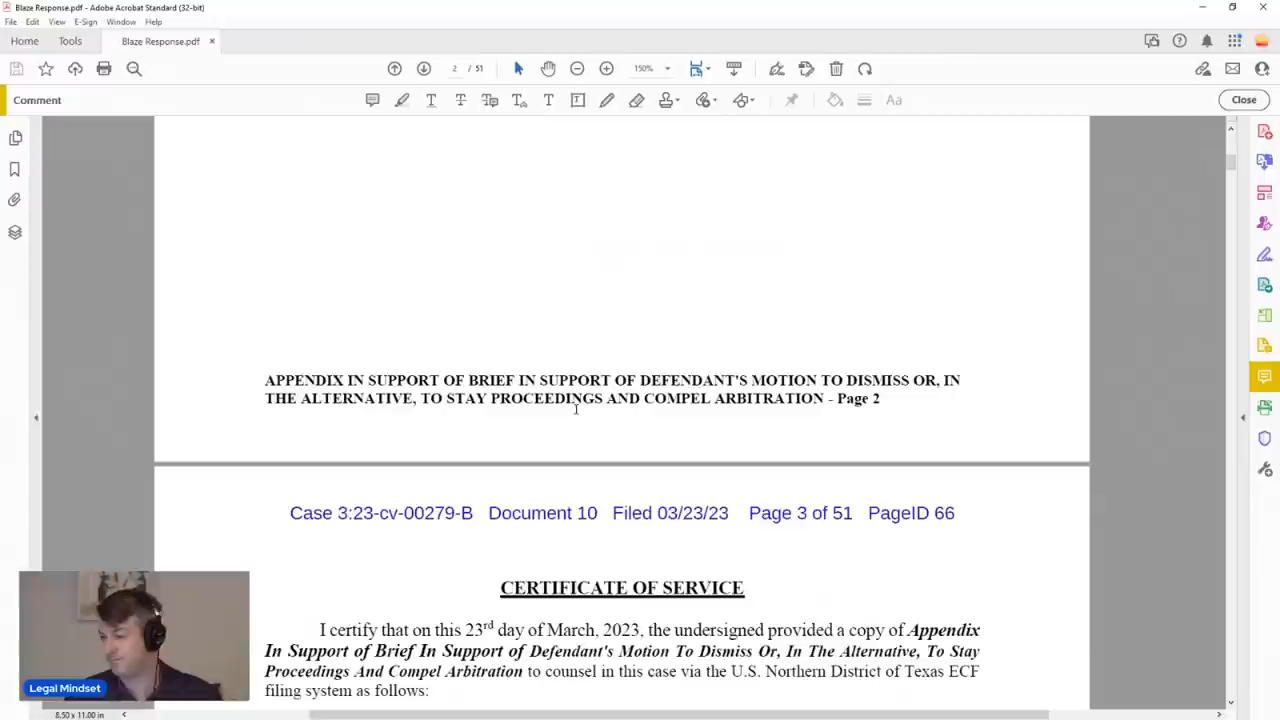 Blaze Response.pdf - Adobe Acrobat Standard (32-bit)
File Edit View E-Sign Window Help
Home Tools Blaze Response.pdf ×
2 / 51 150%
Comment Close
APPENDIX IN SUPPORT OF BRIEF IN SUPPORT OF DEFENDANT'S MOTION TO DISMISS OR, IN
THE ALTERNATIVE, TO STAY PROCEEDINGS AND COMPEL ARBITRATION - Page 2
Case 3:23-cv-00279-B Document 10 Filed 03/23/23 Page 3 of 51 PageID 66
CERTIFICATE OF SERVICE
I certify that on this 23rd day of March, 2023, the undersigned provided a copy of Appendix
In Support of Brief In Support of Defendant's Motion To Dismiss Or, In The Alternative, To Stay
Proceedings And Compel Arbitration to counsel in this case via the U.S. Northern District of Texas ECF
filing system as follows:
Legal Mindset
8.50 x 11.00 in